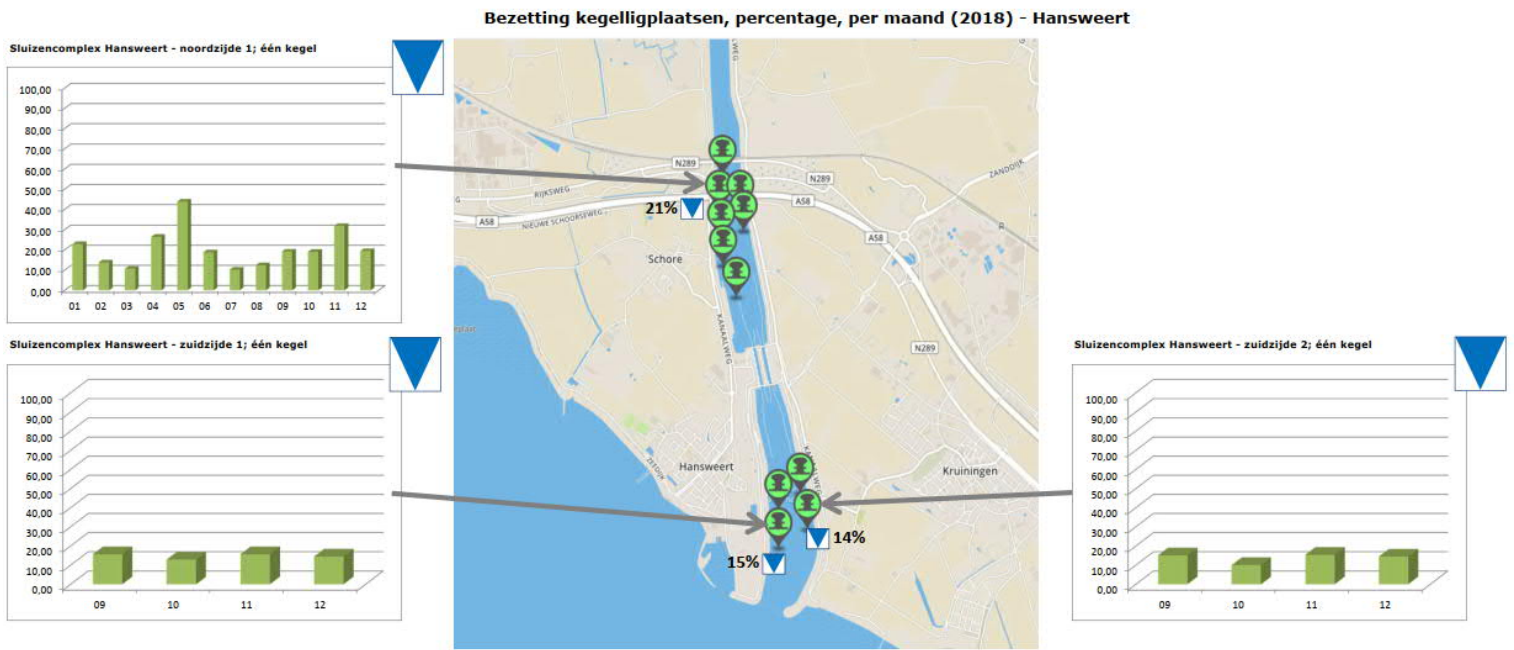 Bezetting kegelligplaatsen, percentage, per maand (2018) - Hansweert
Sluizencomplex Hansweert - noordzijde 1; één kegel
100,00
90,00
80,00
70,00
60,00
50,00
40,00
30,00
20,00
10,00
0,00
01 02 03 04 05 06 07 08 09 10 11 12
Sluizencomplex Hansweert - zuidzijde 1; één kegel
100,00
90,00
80,00
70,00
60,00
50,00
40,00
30,00
20,00
10,00
0,00
09 10 11 12
KANAALWEG
N289
ZANDDIJK
RIJKSWEG
N289
21%
A58
A58
NIEUWE SCHOORSEWEG
A58
Schore
KANAALWEG
N289
Hansweert
ZEEDIJK
KANAALWEG
Kruiningen
14%
15%
Sluizencomplex Hansweert - zuidzijde 2; één kegel
100,00
90,00
80,00
70,00
60,00
50,00
40,00
30,00
20,00
10,00
0,00
09 10 11 12